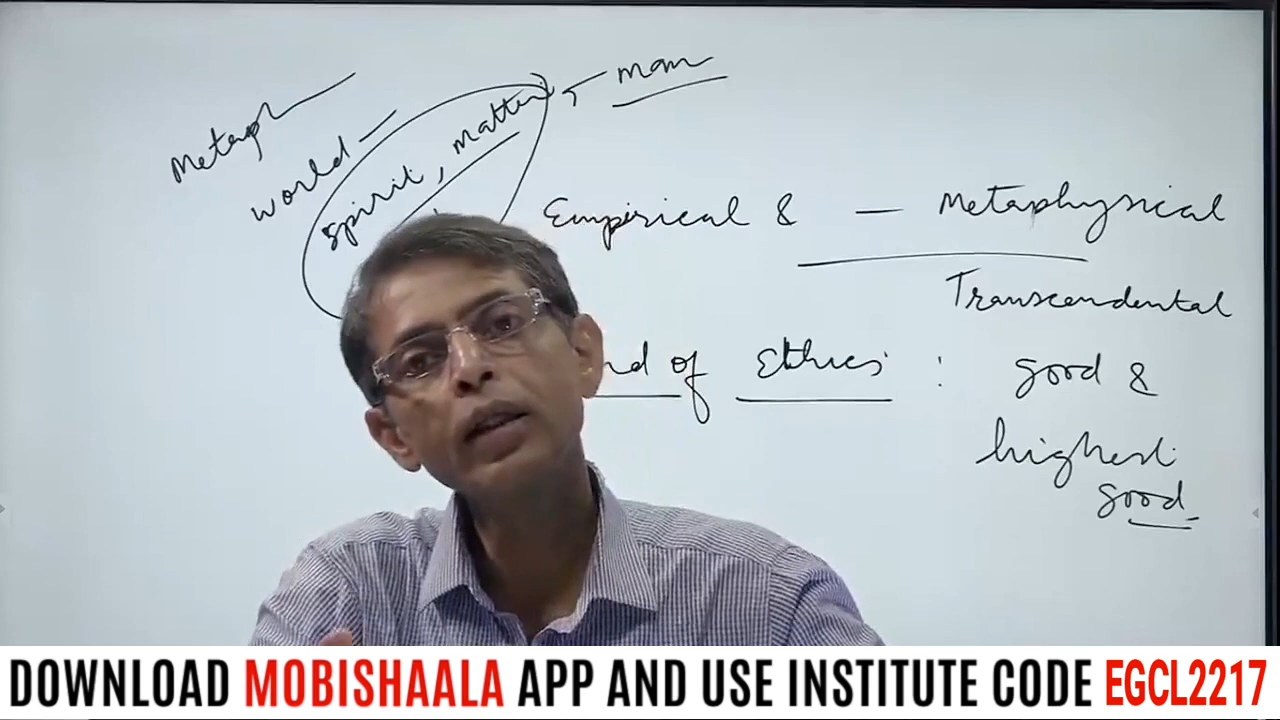 Metaph
world – spirit, matter, – man
Empirical & — Metaphysical
Transcendental
nd of Ethics : good &
highest
good
DOWNLOAD MOBISHAALA APP AND USE INSTITUTE CODE EGCL2217